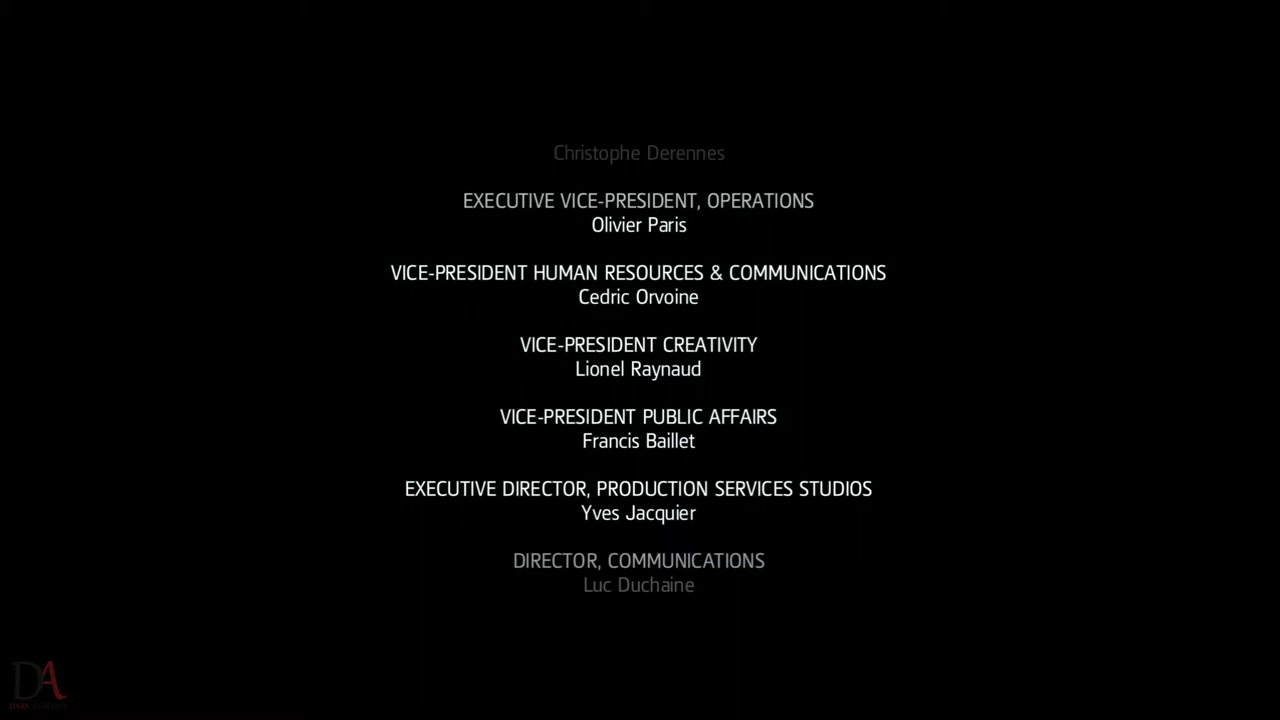 Christophe Derennes
EXECUTIVE VICE-PRESIDENT, OPERATIONS
Olivier Paris
VICE-PRESIDENT HUMAN RESOURCES & COMMUNICATIONS
Cedric Orvoine
VICE-PRESIDENT CREATIVITY
Lionel Raynaud
VICE-PRESIDENT PUBLIC AFFAIRS
Francis Baillet
EXECUTIVE DIRECTOR, PRODUCTION SERVICES STUDIOS
Yves Jacquier
DIRECTOR, COMMUNICATIONS
Luc Duchaine
DA